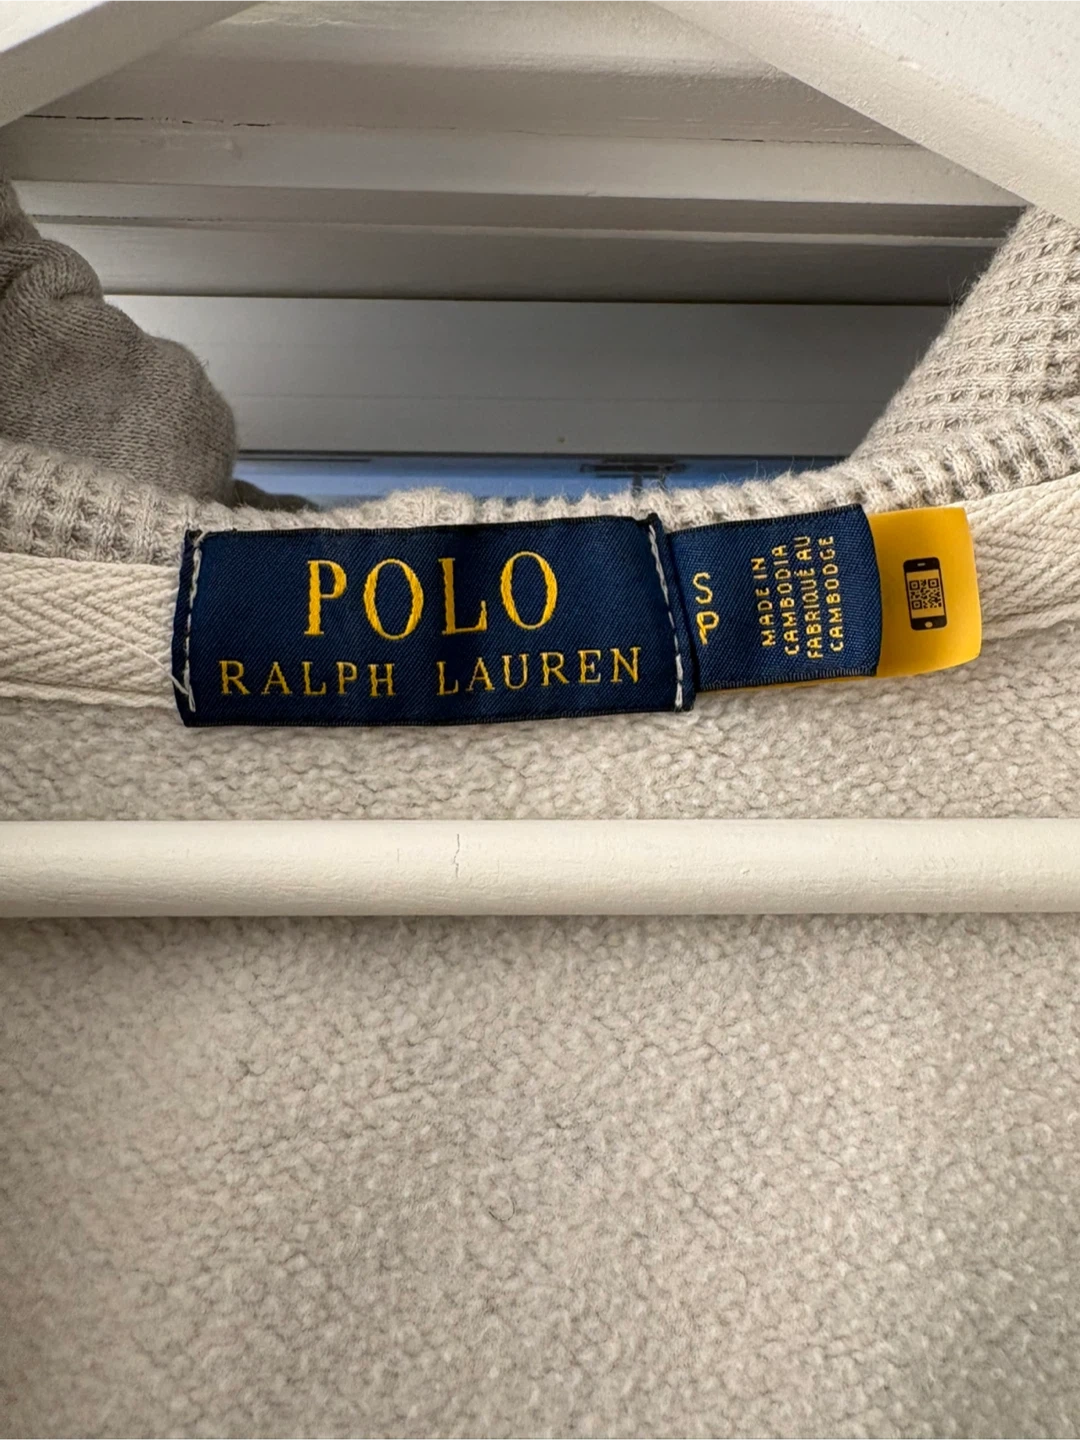 POLO
RALPH LAUREN
S
P
MADE IN
CAMBODIA
FABRIQUÉ AU
CAMBODGE